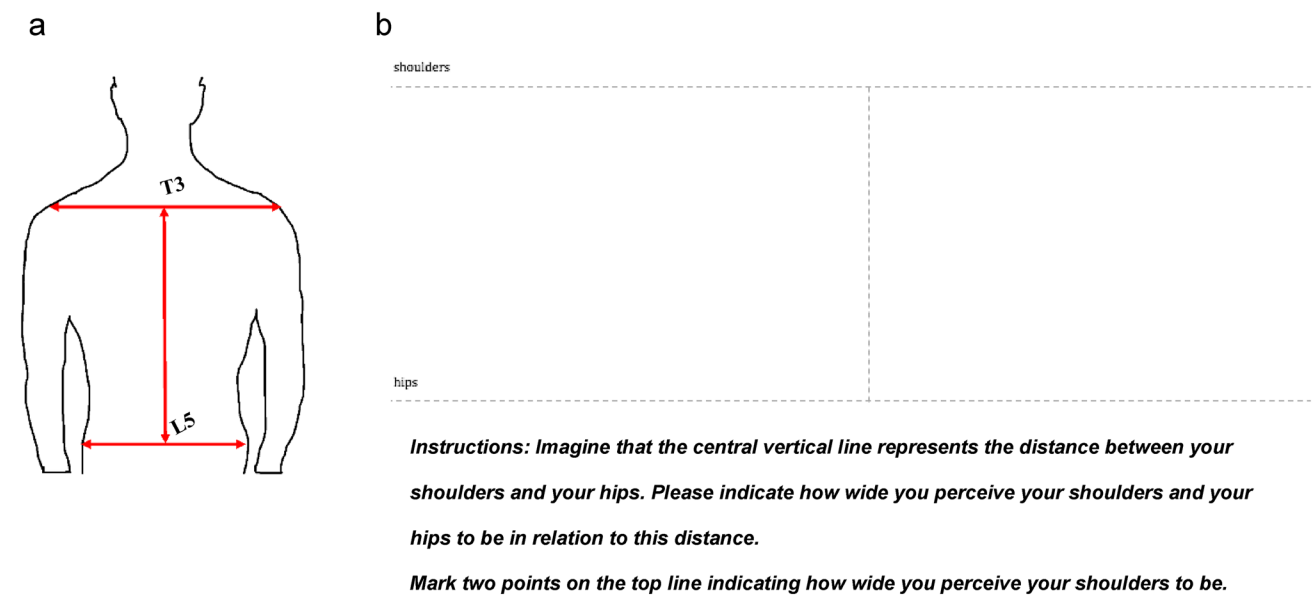 a
b
shoulders
T3
hips
L5
Instructions: Imagine that the central vertical line represents the distance between your
shoulders and your hips. Please indicate how wide you perceive your shoulders and your
hips to be in relation to this distance.
Mark two points on the top line indicating how wide you perceive your shoulders to be.